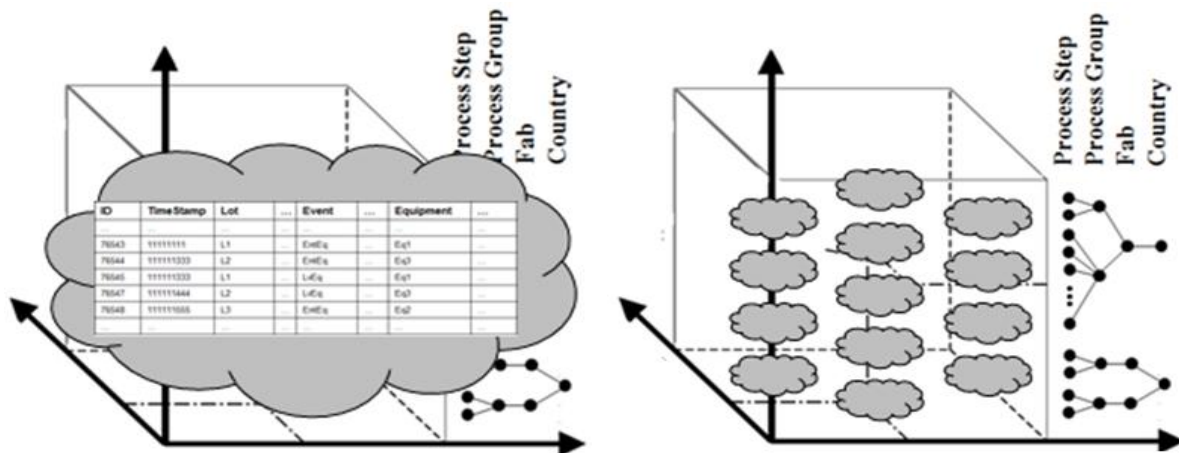 Process Step
Process Group
Fab
Country
ID TimeStamp Lot ... Event ... Equipment ...
... ... ... ... ... ... ... ...
76543 11111111 L1 ... EntEq ... Eq1 ...
76544 111111333 L2 ... EntEq ... Eq3 ...
76545 111111333 L1 ... LvEq ... Eq1 ...
76547 111111444 L2 ... LvEq ... Eq3 ...
76548 111111555 L3 ... EntEq ... Eq2 ...
... ... ... ... ... ... ... ...
Process Step
Process Group
Fab
Country